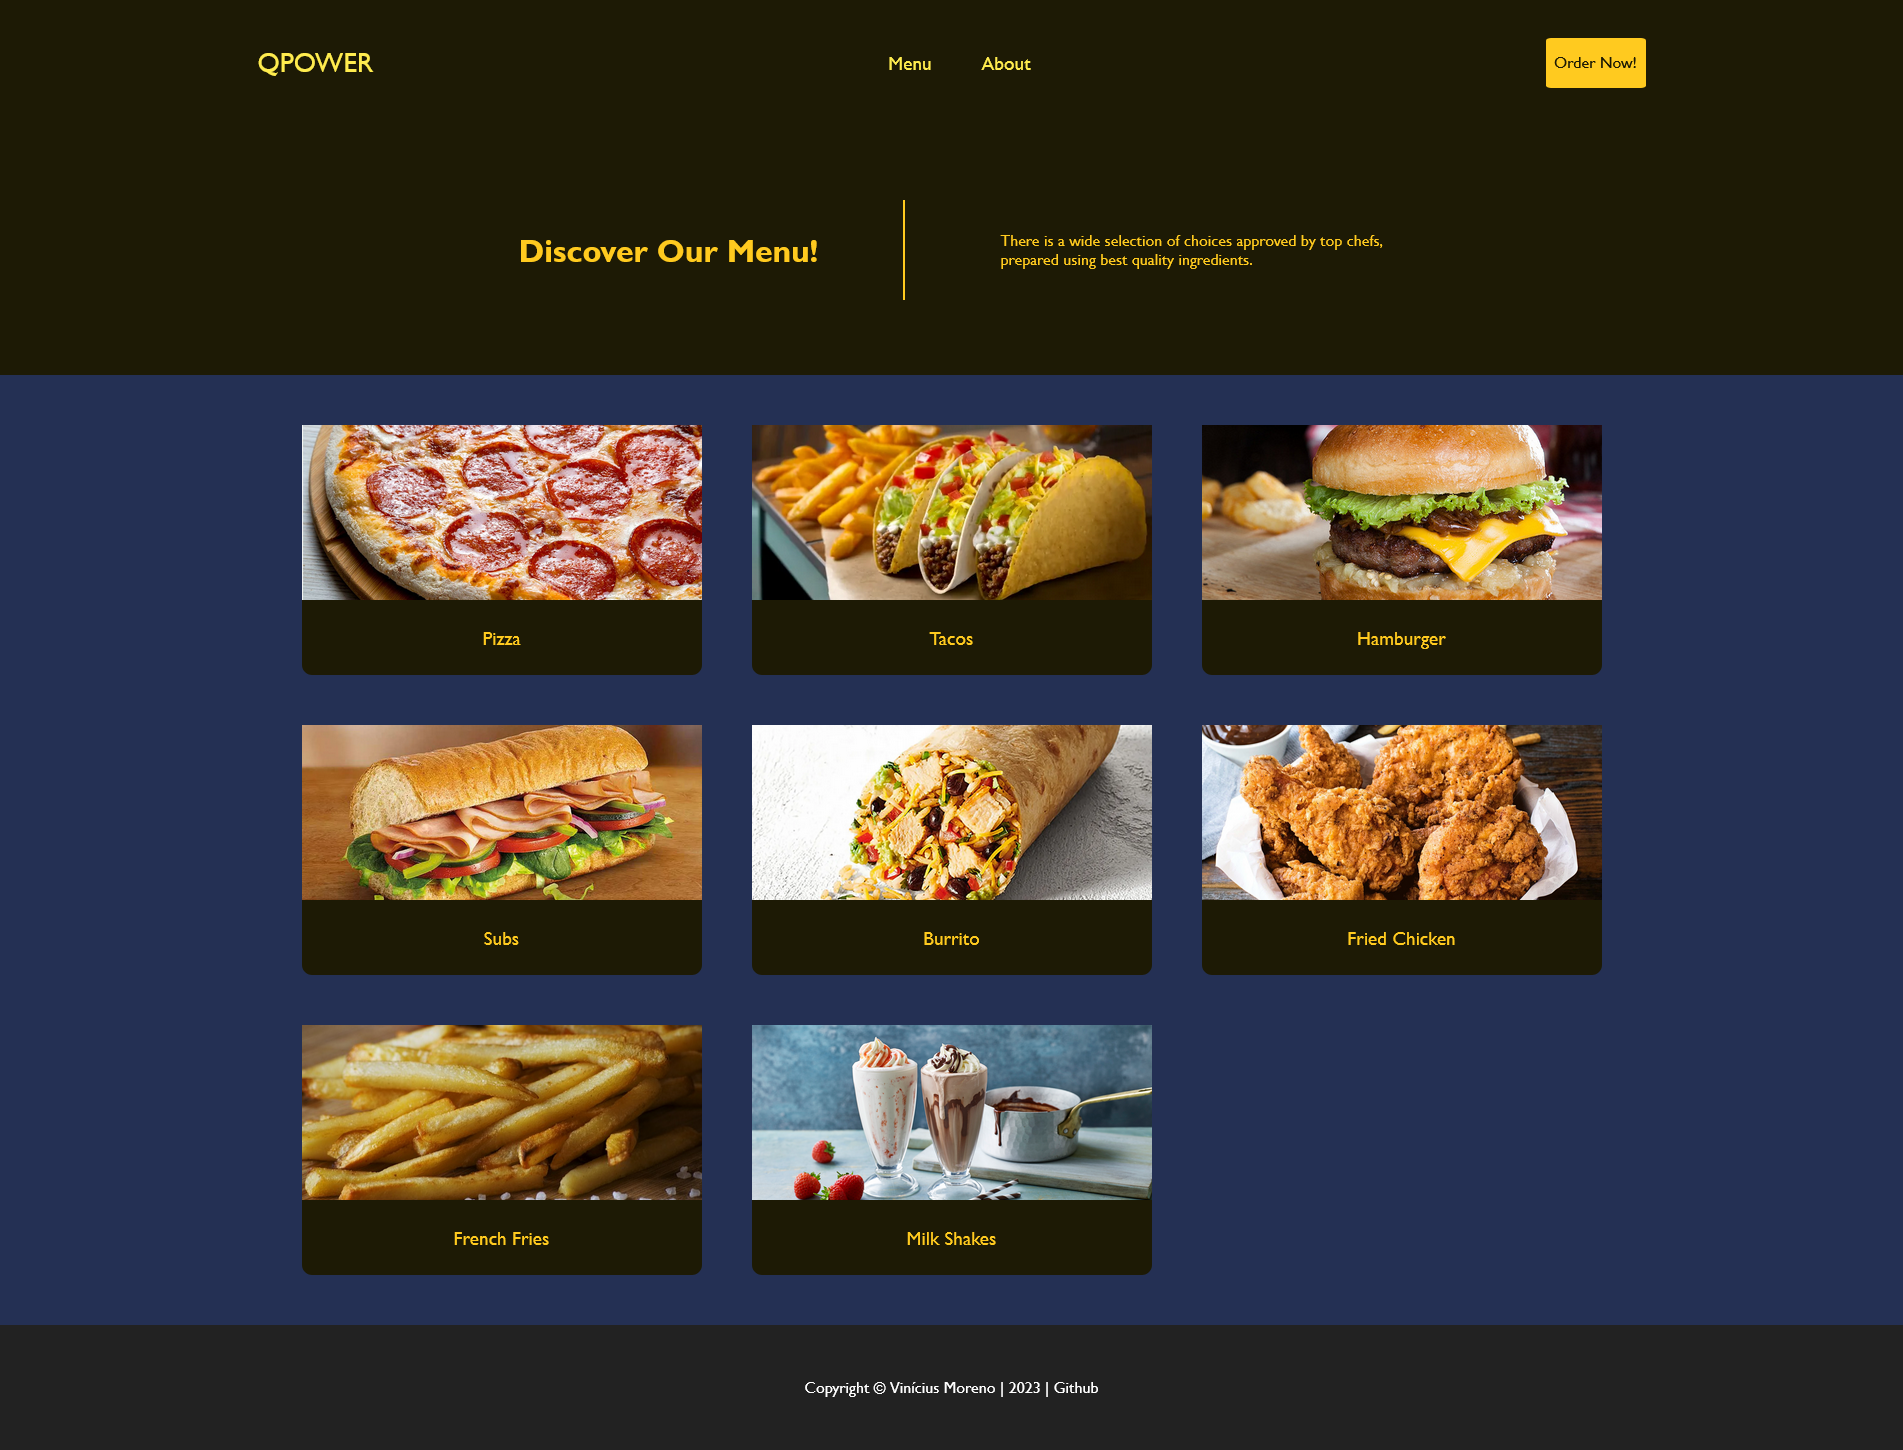 QPOWER
Menu
About
Order Now!
Discover Our Menu!
There is a wide selection of choices approved by top chefs,
prepared using best quality ingredients.
Pizza
Tacos
Hamburger
Subs
Burrito
Fried Chicken
French Fries
Milk Shakes
Copyright © Vinícius Moreno | 2023 | Github